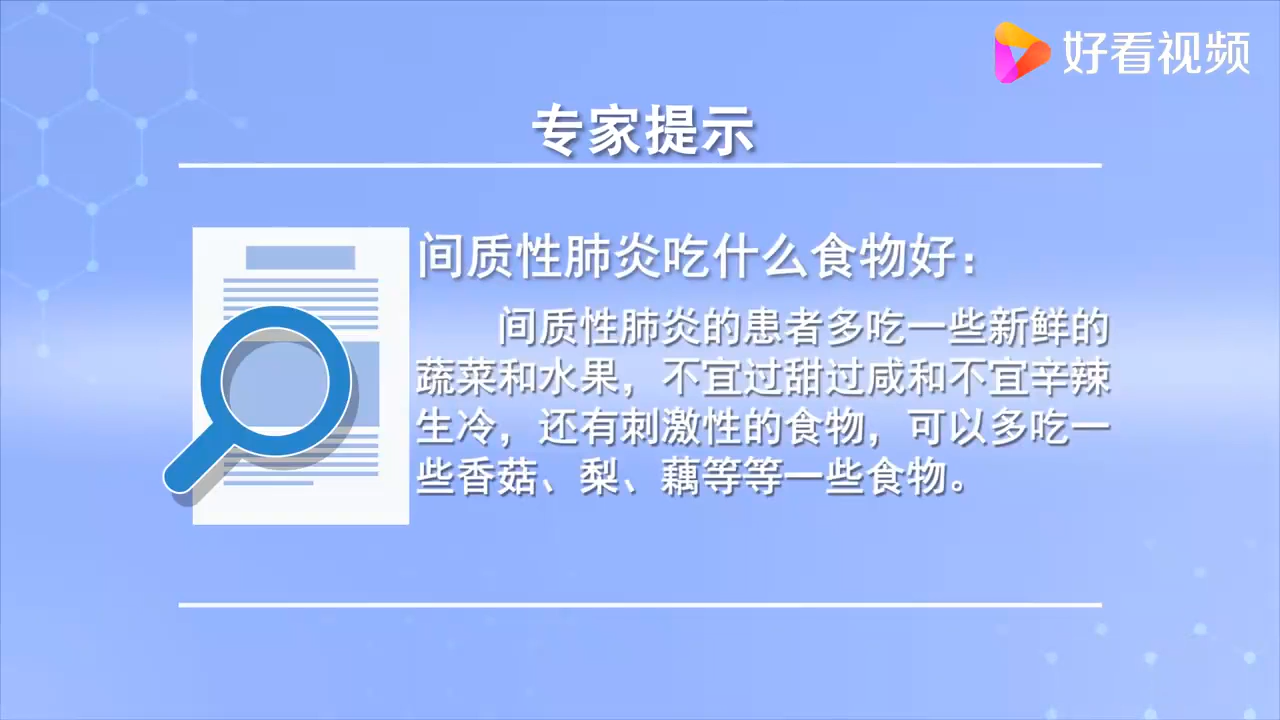 好看视频
专家提示
间质性肺炎吃什么食物好：
间质性肺炎的患者多吃一些新鲜的
蔬菜和水果，不宜过甜过咸和不宜辛辣
生冷，还有刺激性的食物，可以多吃一
些香菇、梨、藕等等一些食物。